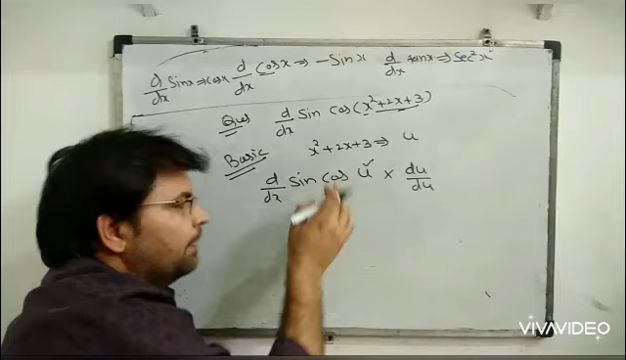 d/dx Sinx ⇒ cosx d/dx Cosx ⇒ -Sinx d/dx tanx ⇒ Sec²x
Qus d/dx Sin cos(x²+2x+3)
x²+2x+3 ⇒ u
Basic
d/dx Sin cos u × du/du
VIVAVIDEO